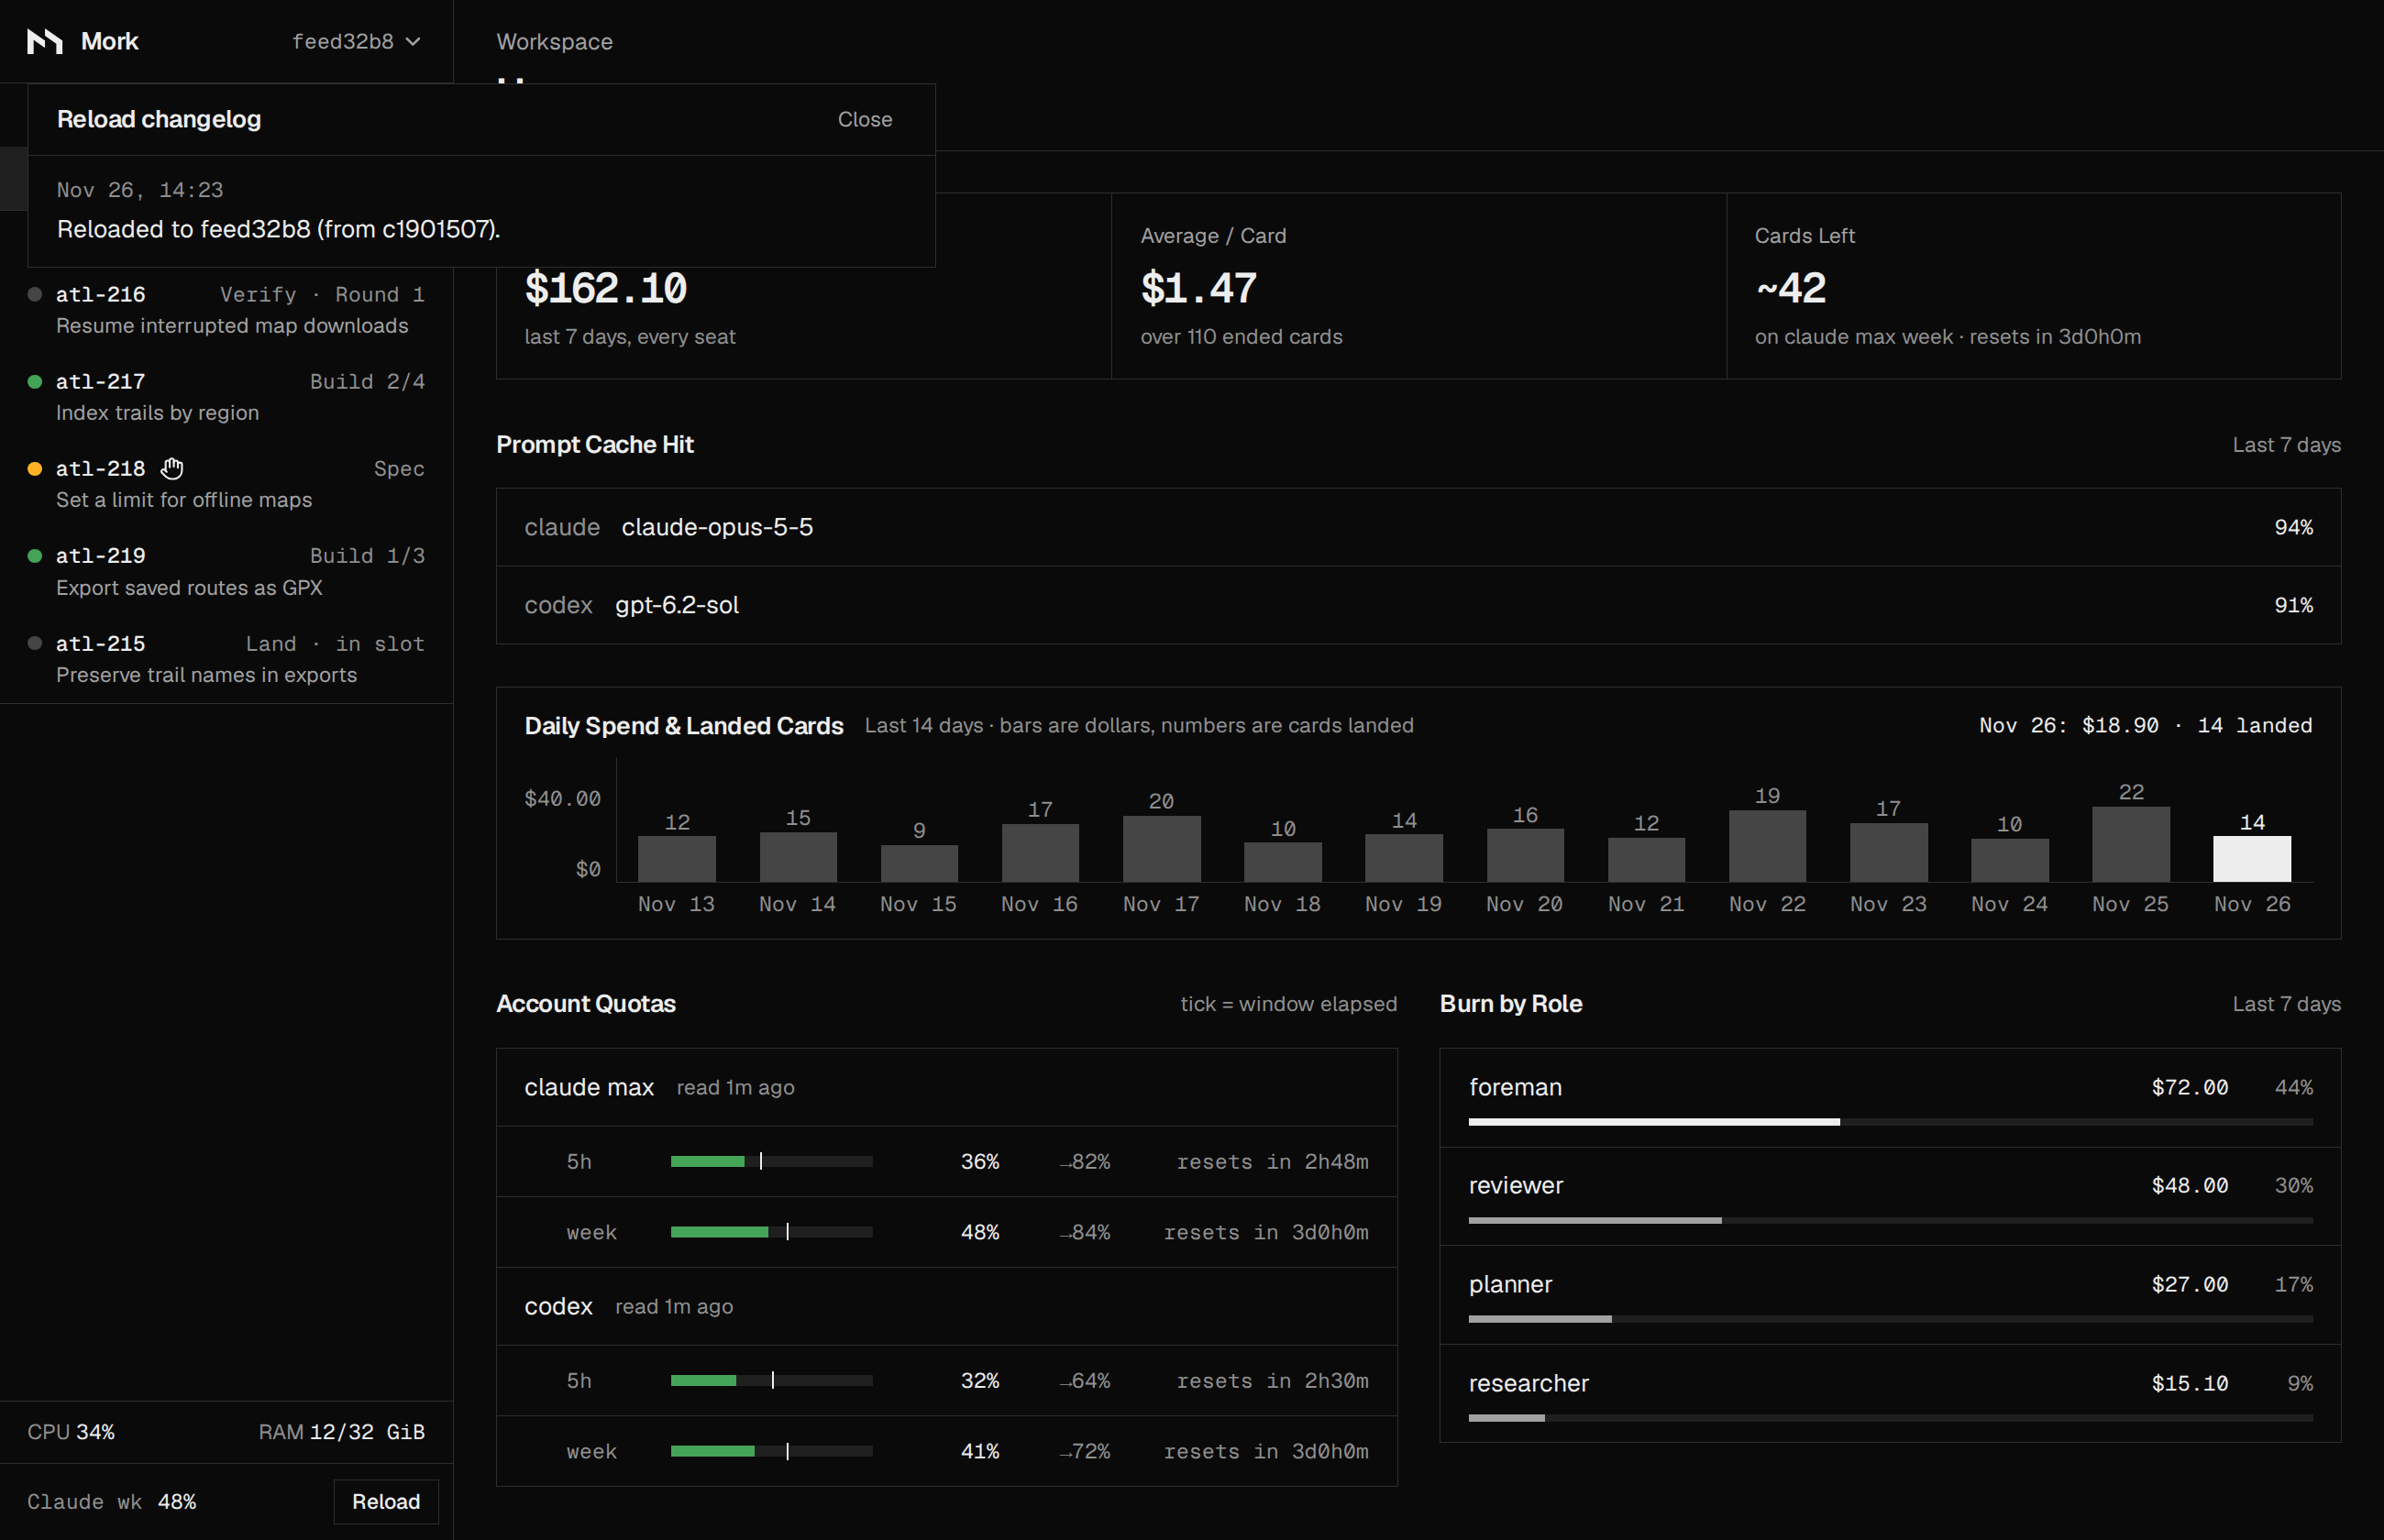 Mork
feed32b8
Workspace
Reload changelog
Close
Nov 26, 14:23
Reloaded to feed32b8 (from c1901507).
atl-216 Verify · Round 1
Resume interrupted map downloads
atl-217 Build 2/4
Index trails by region
atl-218 Spec
Set a limit for offline maps
atl-219 Build 1/3
Export saved routes as GPX
atl-215 Land · in slot
Preserve trail names in exports
CPU 34% RAM 12/32 GiB
Claude wk 48% Reload
$162.10
last 7 days, every seat
Average / Card
$1.47
over 110 ended cards
Cards Left
~42
on claude max week · resets in 3d0h0m
Prompt Cache Hit Last 7 days
claude claude-opus-5-5 94%
codex gpt-6.2-sol 91%
Daily Spend & Landed Cards Last 14 days · bars are dollars, numbers are cards landed Nov 26: $18.90 · 14 landed
$40.00
$0
12 15 9 17 20 10 14 16 12 19 17 10 22 14
Nov 13 Nov 14 Nov 15 Nov 16 Nov 17 Nov 18 Nov 19 Nov 20 Nov 21 Nov 22 Nov 23 Nov 24 Nov 25 Nov 26
Account Quotas tick = window elapsed
claude max read 1m ago
5h 36% →82% resets in 2h48m
week 48% →84% resets in 3d0h0m
codex read 1m ago
5h 32% →64% resets in 2h30m
week 41% →72% resets in 3d0h0m
Burn by Role Last 7 days
foreman $72.00 44%
reviewer $48.00 30%
planner $27.00 17%
researcher $15.10 9%